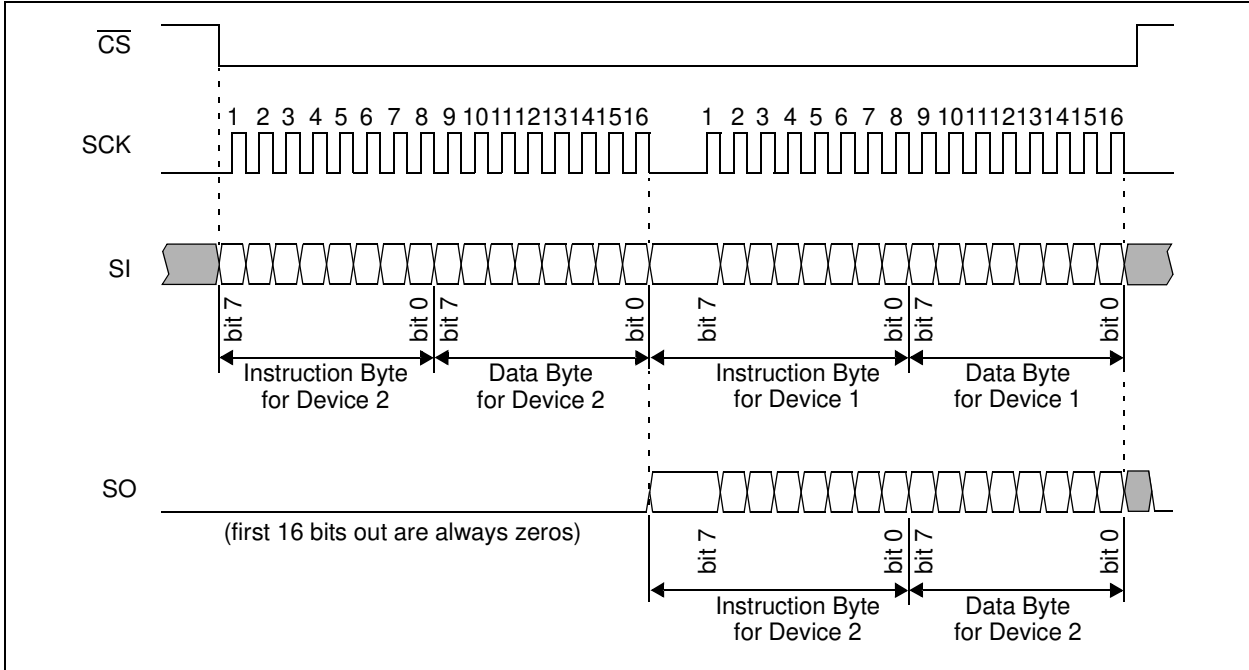 CS
1 2 3 4 5 6 7 8 9 10 11 12 13 14 15 16 1 2 3 4 5 6 7 8 9 10 11 12 13 14 15 16
SCK
SI
bit 7 bit 0 bit 7 bit 0 bit 7 bit 0 bit 7 bit 0
Instruction Byte Data Byte Instruction Byte Data Byte
for Device 2 for Device 2 for Device 1 for Device 1
SO
(first 16 bits out are always zeros)
bit 7 bit 0 bit 7 bit 0
Instruction Byte Data Byte
for Device 2 for Device 2